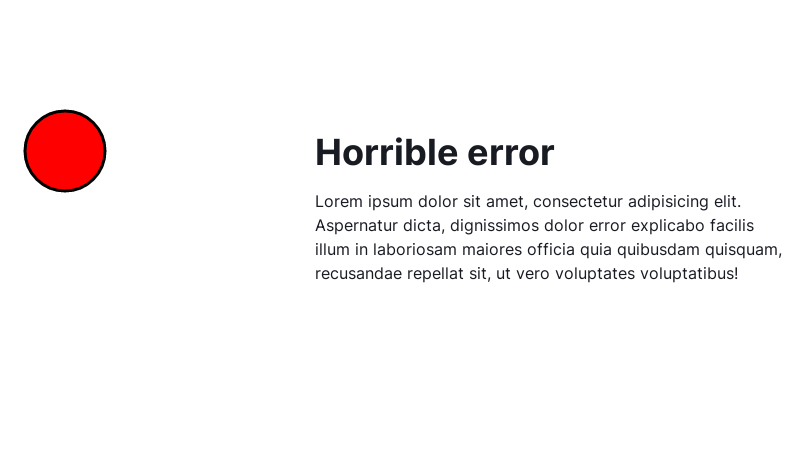 Horrible error
Lorem ipsum dolor sit amet, consectetur adipisicing elit.
Aspernatur dicta, dignissimos dolor error explicabo facilis
illum in laboriosam maiores officia quia quibusdam quisquam,
recusandae repellat sit, ut vero voluptates voluptatibus!